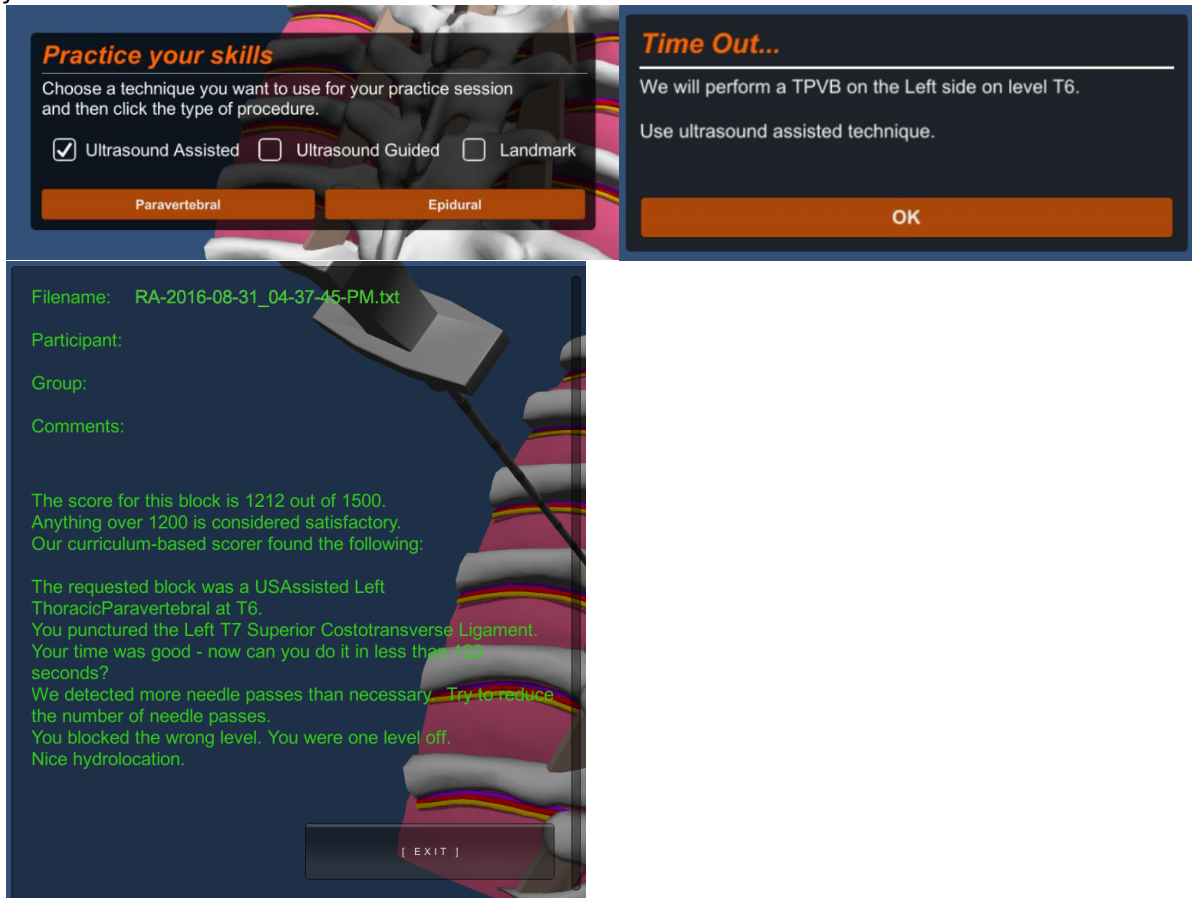 Practice your skills
Choose a technique you want to use for your practice session
and then click the type of procedure.
Ultrasound Assisted Ultrasound Guided Landmark
Paravertebral Epidural
Time Out...
We will perform a TPVB on the Left side on level T6.
Use ultrasound assisted technique.
OK
Filename: RA-2016-08-31_04-37-45-PM.txt
Participant:
Group:
Comments:
The score for this block is 1212 out of 1500.
Anything over 1200 is considered satisfactory.
Our curriculum-based scorer found the following:
The requested block was a USAssisted Left
ThoracicParavertebral at T6.
You punctured the Left T7 Superior Costotransverse Ligament.
Your time was good - now can you do it in less than 120
seconds?
We detected more needle passes than necessary. Try to reduce
the number of needle passes.
You blocked the wrong level. You were one level off.
Nice hydrolocation.
[ EXIT ]